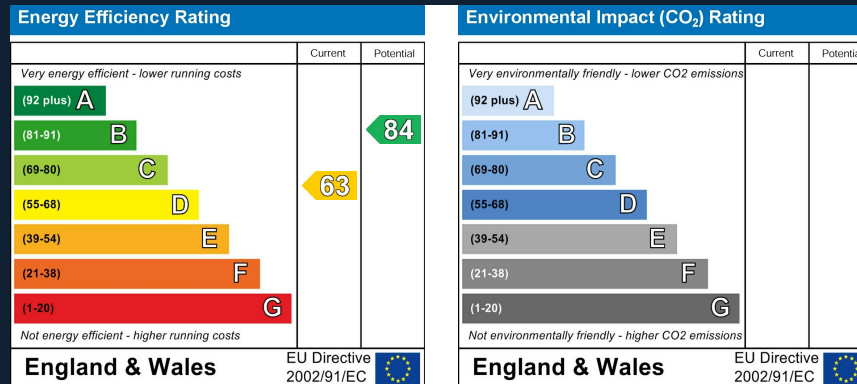 Energy Efficiency Rating
Current Potential
Very energy efficient - lower running costs
(92 plus) A
(81-91) B
84
(69-80) C
63
(55-68) D
(39-54) E
(21-38) F
(1-20) G
Not energy efficient - higher running costs
England & Wales
EU Directive
2002/91/EC
Environmental Impact (CO₂) Rating
Current Potentia
Very environmentally friendly - lower CO2 emissions
(92 plus) A
(81-91) B
(69-80) C
(55-68) D
(39-54) E
(21-38) F
(1-20) G
Not environmentally friendly - higher CO2 emissions
England & Wales
EU Directive
2002/91/EC